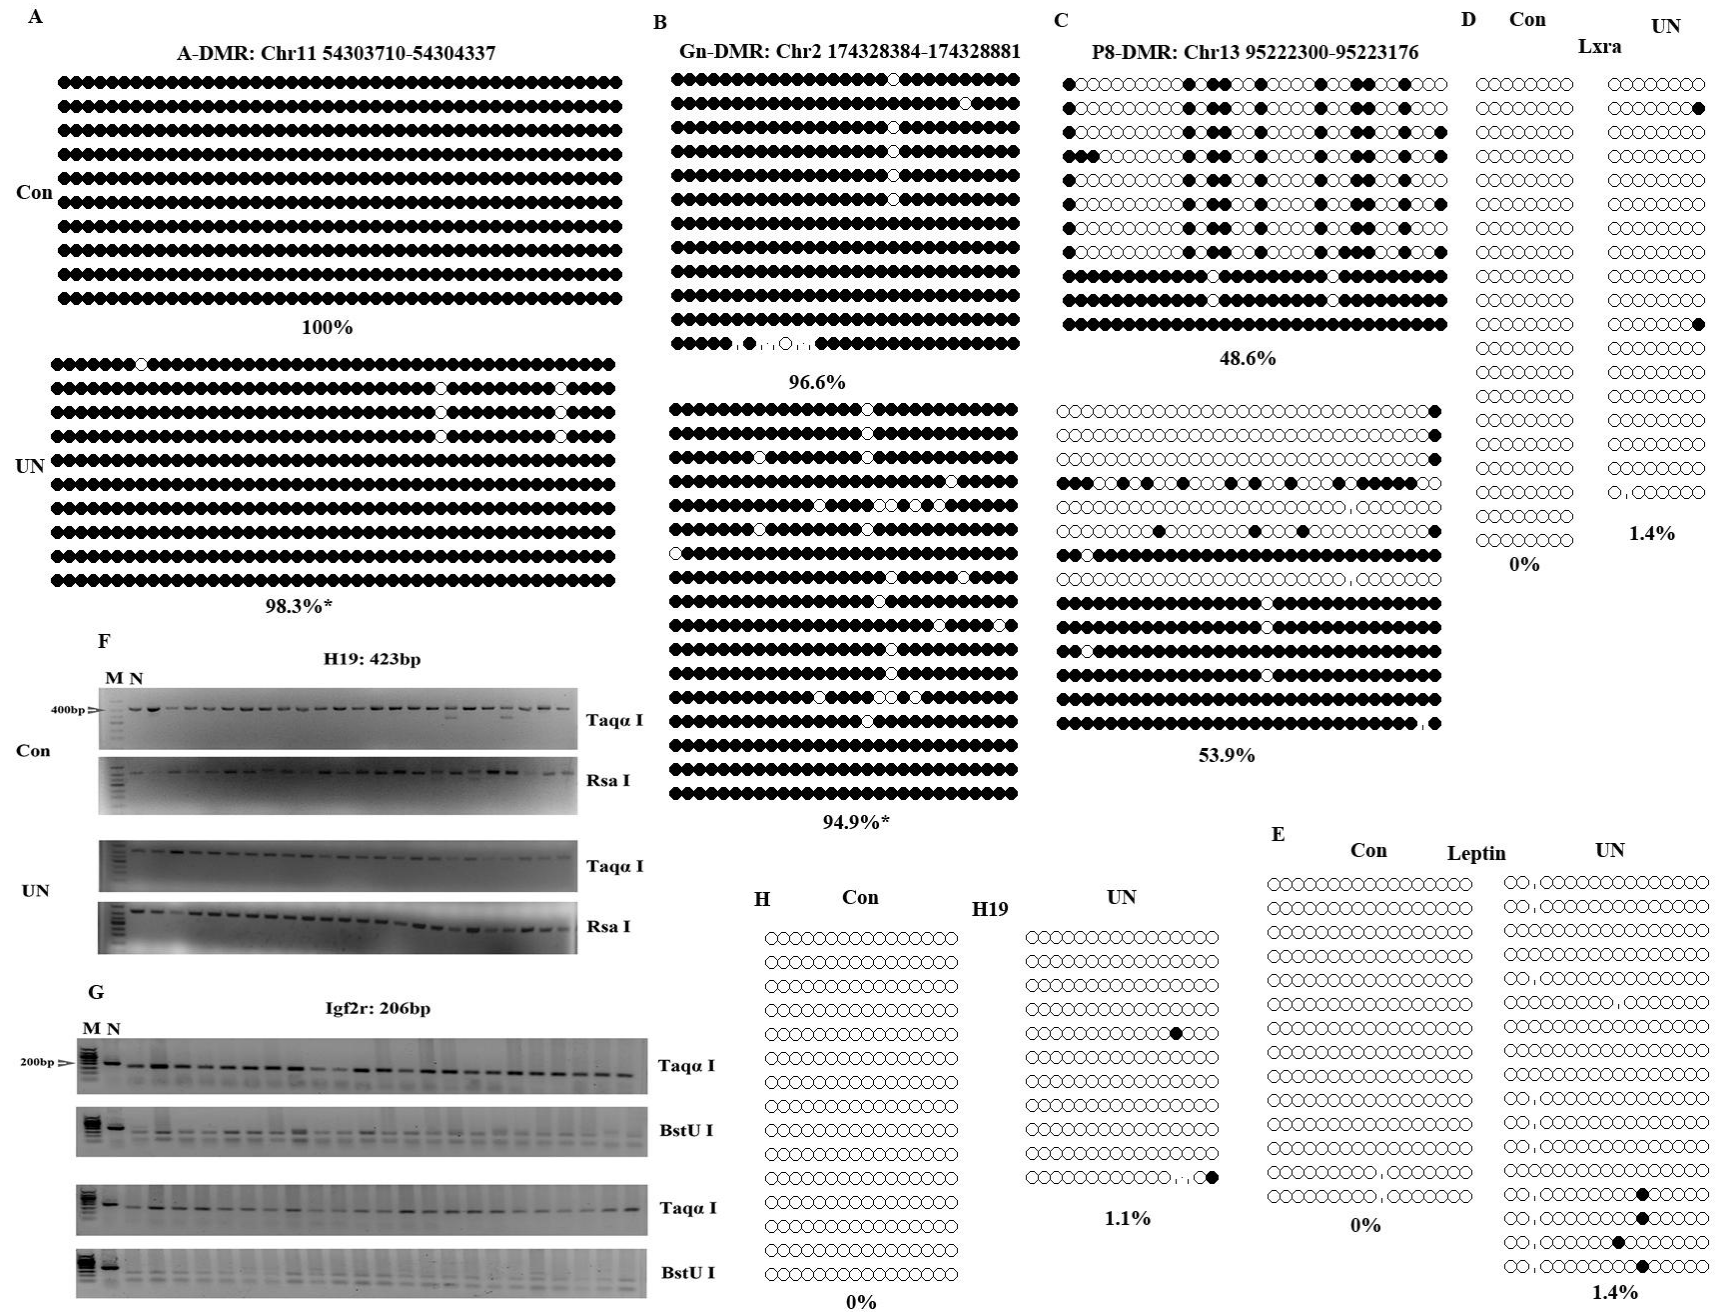 A
A-DMR: Chr11 54303710-54304337
Con
100%
UN
98.3%*
B
Gn-DMR: Chr2 174328384-174328881
96.6%
94.9%*
C
P8-DMR: Chr13 95222300-95223176
48.6%
53.9%
D
Con
Lxra
UN
0%
1.4%
E
Con
Leptin
UN
0%
1.4%
F
H19: 423bp
M N
400bp
Con
Taqα I
Rsa I
UN
Taqα I
Rsa I
G
Igf2r: 206bp
M N
200bp
Taqα I
BstU I
Taqα I
BstU I
H
Con
H19
UN
0%
1.1%